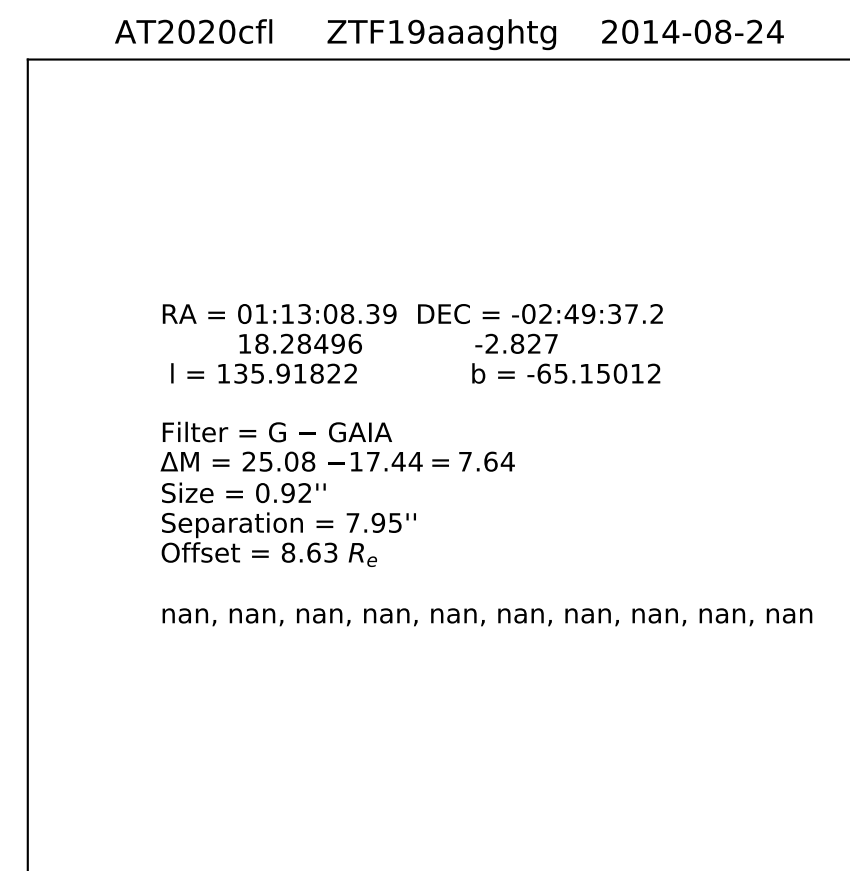 AT2020cfl ZTF19aaaghtg 2014-08-24
RA = 01:13:08.39 DEC = -02:49:37.2
18.28496 -2.827
l = 135.91822 b = -65.15012
Filter = G − GAIA
ΔM = 25.08 −17.44 = 7.64
Size = 0.92''
Separation = 7.95''
Offset = 8.63 Re
nan, nan, nan, nan, nan, nan, nan, nan, nan, nan